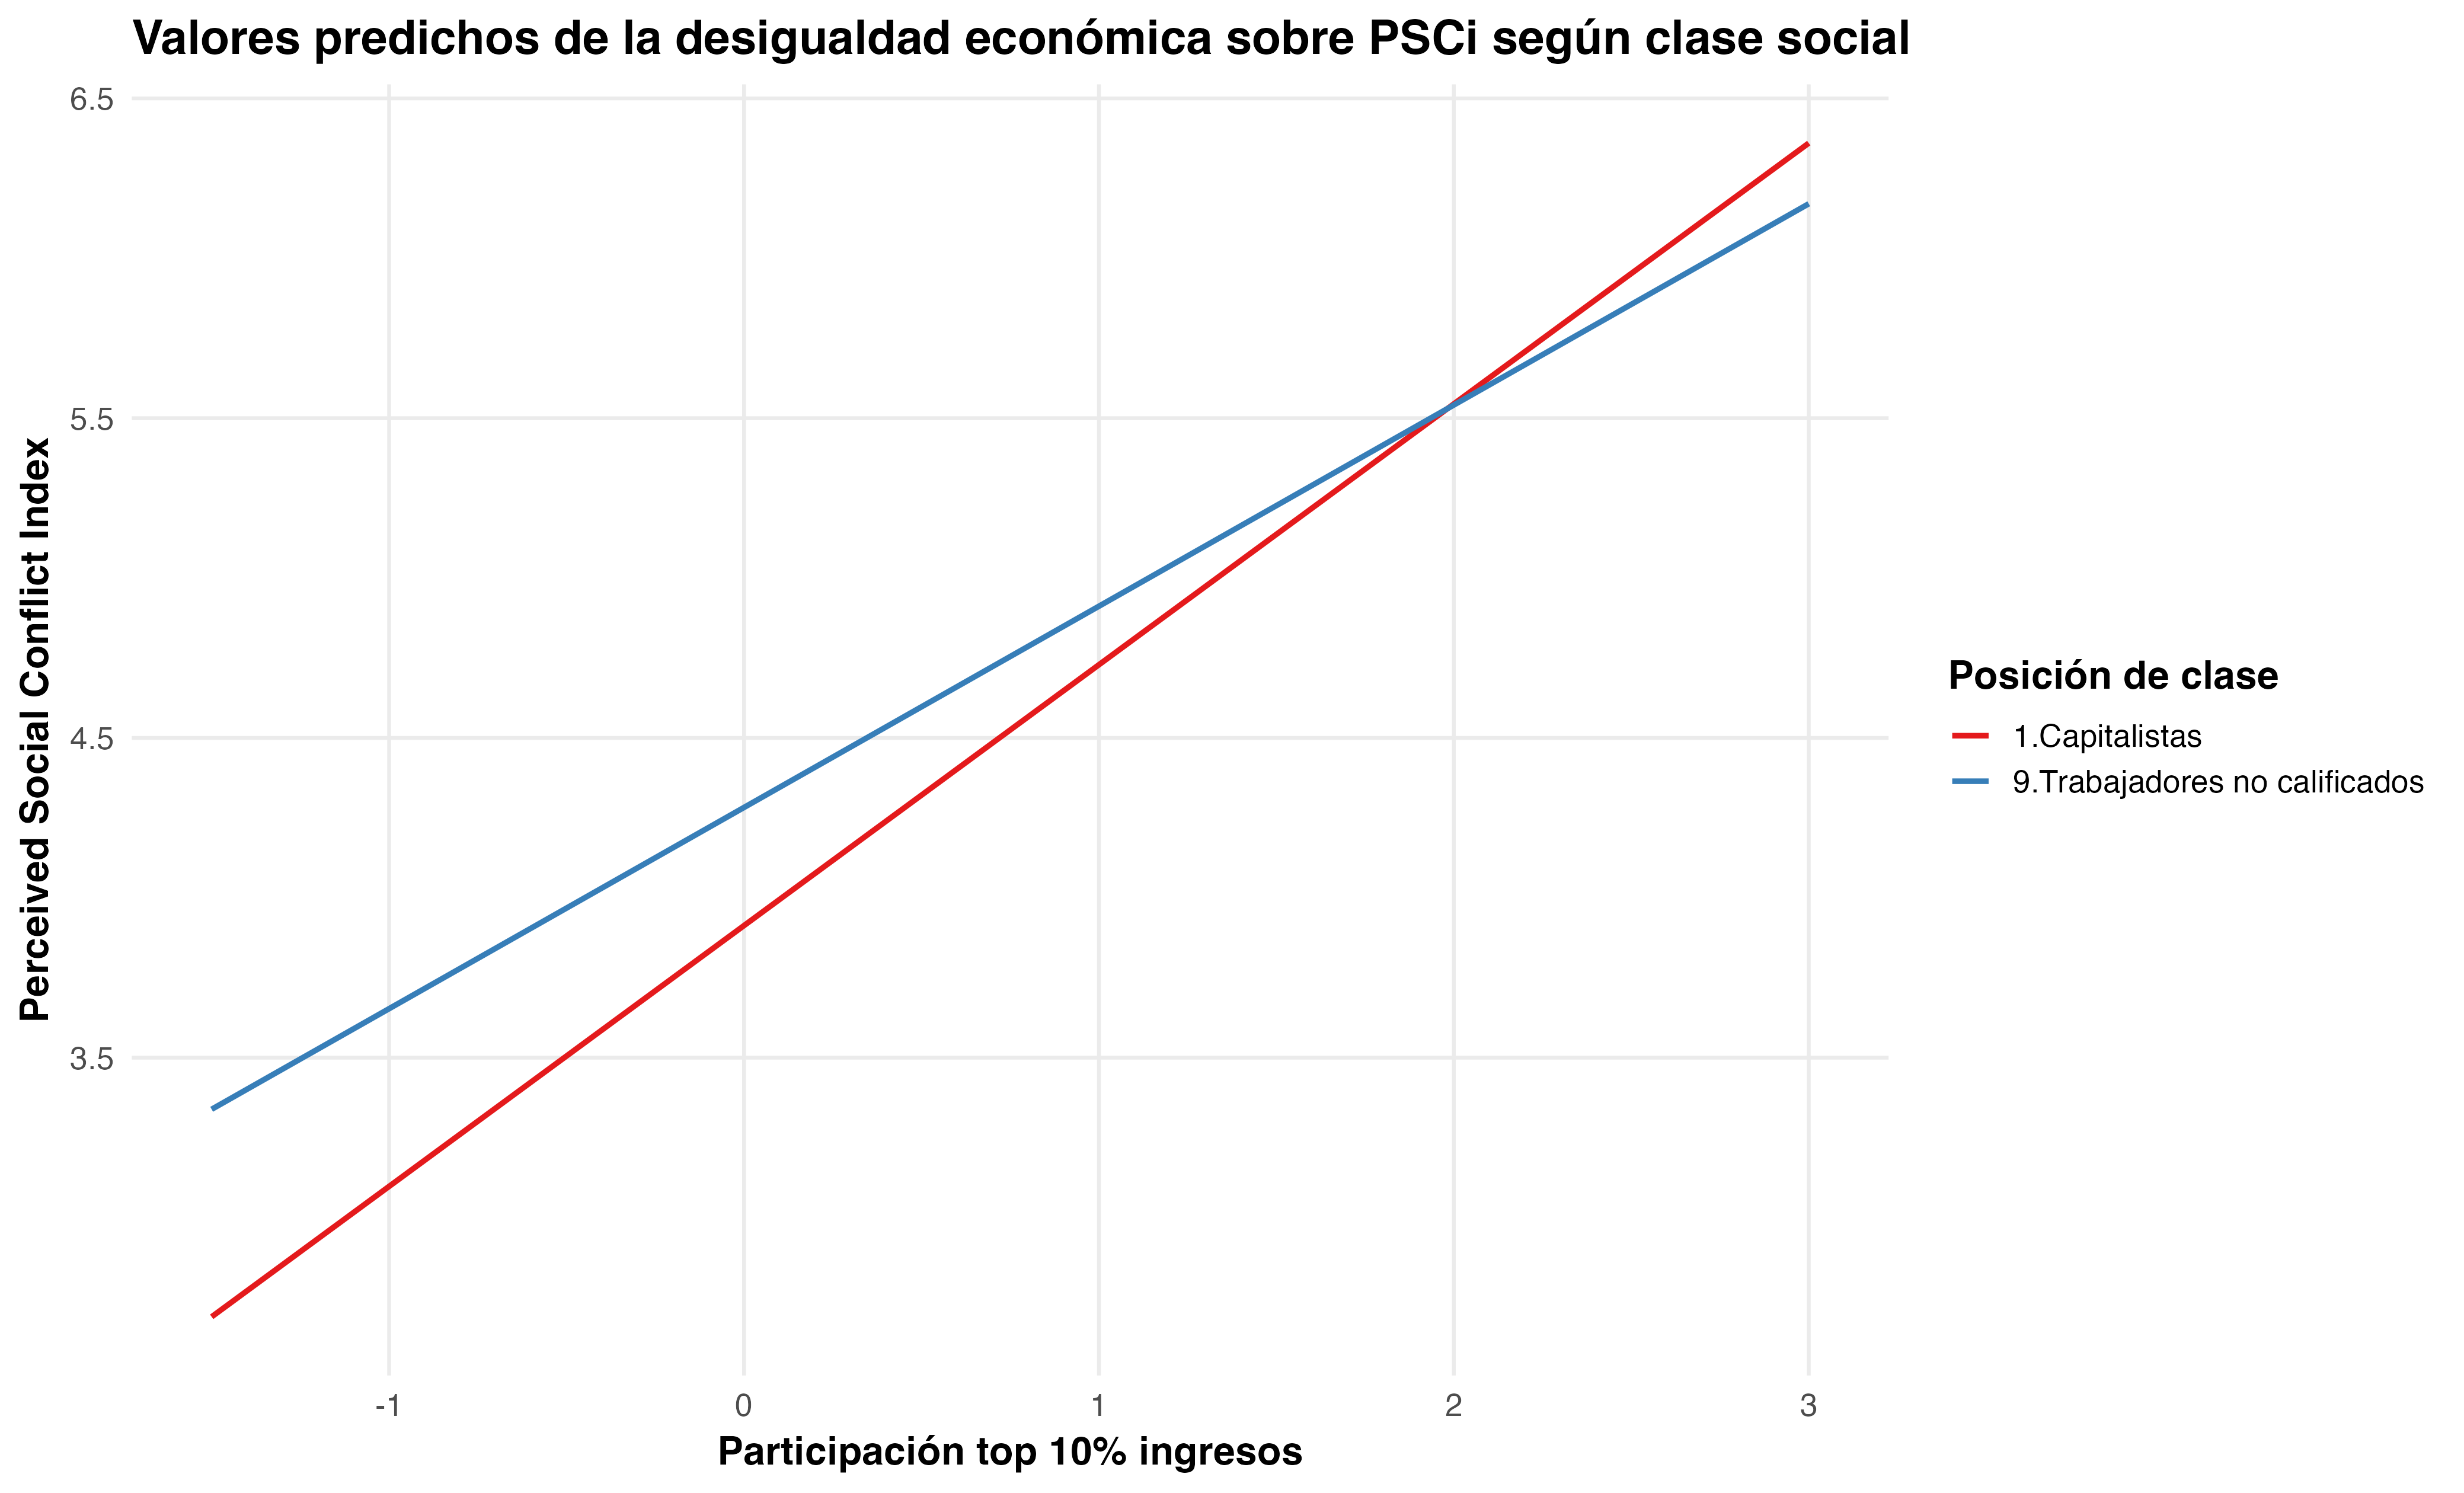 Valores predichos de la desigualdad económica sobre PSCi según clase social
6.5
5.5
4.5
3.5
Perceived Social Conflict Index
-1
0
1
2
3
Participación top 10% ingresos
Posición de clase
1.Capitalistas
9.Trabajadores no calificados